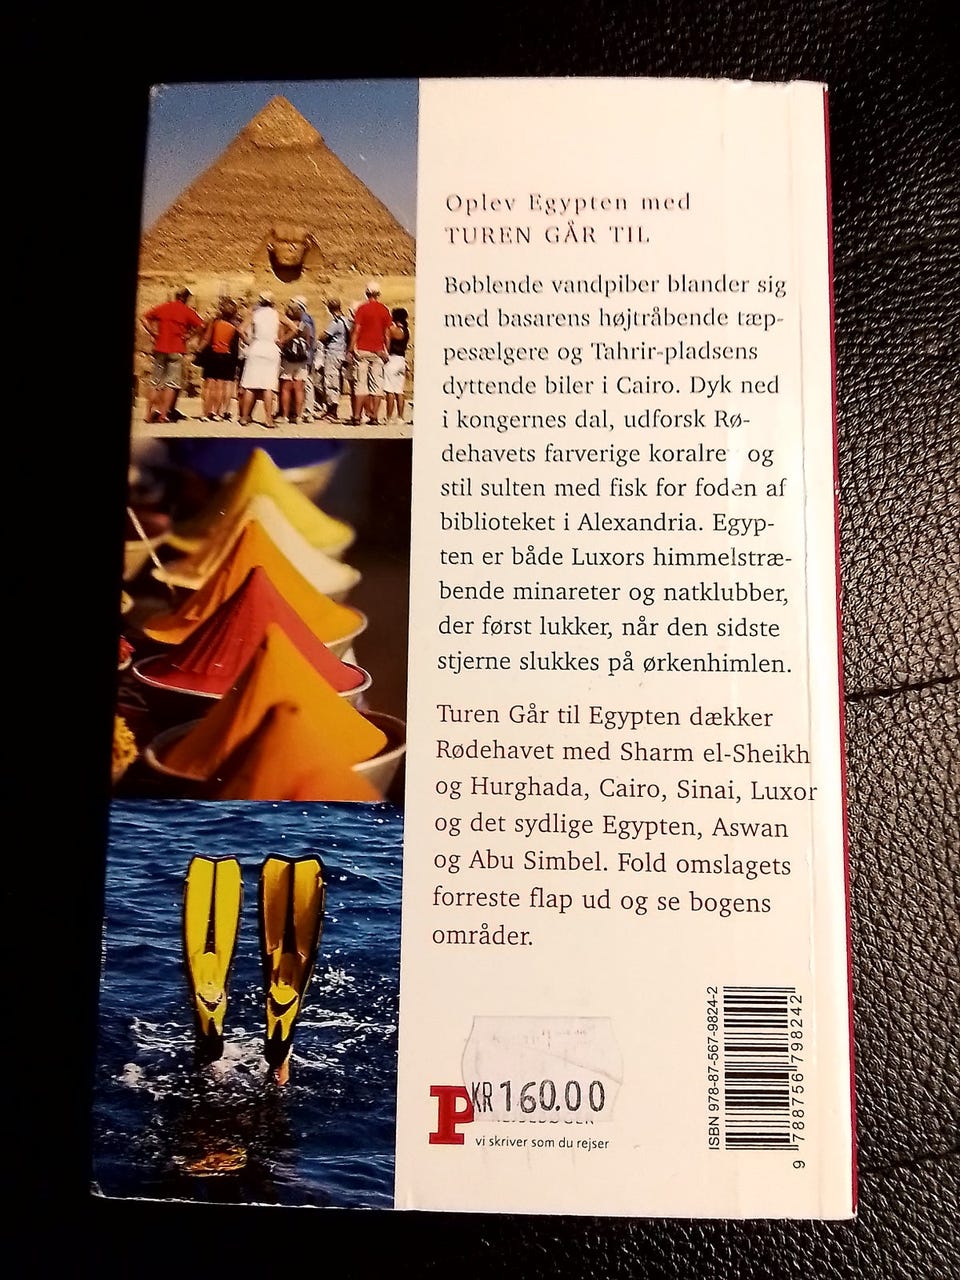 Oplev Egypten med
TUREN GÅR TIL
Boblende vandpiber blander sig
med basarens højtråbende tæp-
pesælgere og Tahrir-pladsens
dyttende biler i Cairo. Dyk ned
i kongernes dal, udforsk Rø-
dehavets farverige koralre og
stil sulten med fisk for foden af
biblioteket i Alexandria. Egyp-
ten er både Luxors himmelstræ-
bende minareter og natklubber,
der først lukker, når den sidste
stjerne slukkes på ørkenhimlen.
Turen Går til Egypten dækker
Rødehavet med Sharm el-Sheikh
og Hurghada, Cairo, Sinai, Luxor
og det sydlige Egypten, Aswan
og Abu Simbel. Fold omslagets
forreste flap ud og se bogens
områder.
P
KR 160.00
vi skriver som du rejser
ISBN 978-87-567-9824-2
9 788756 798242